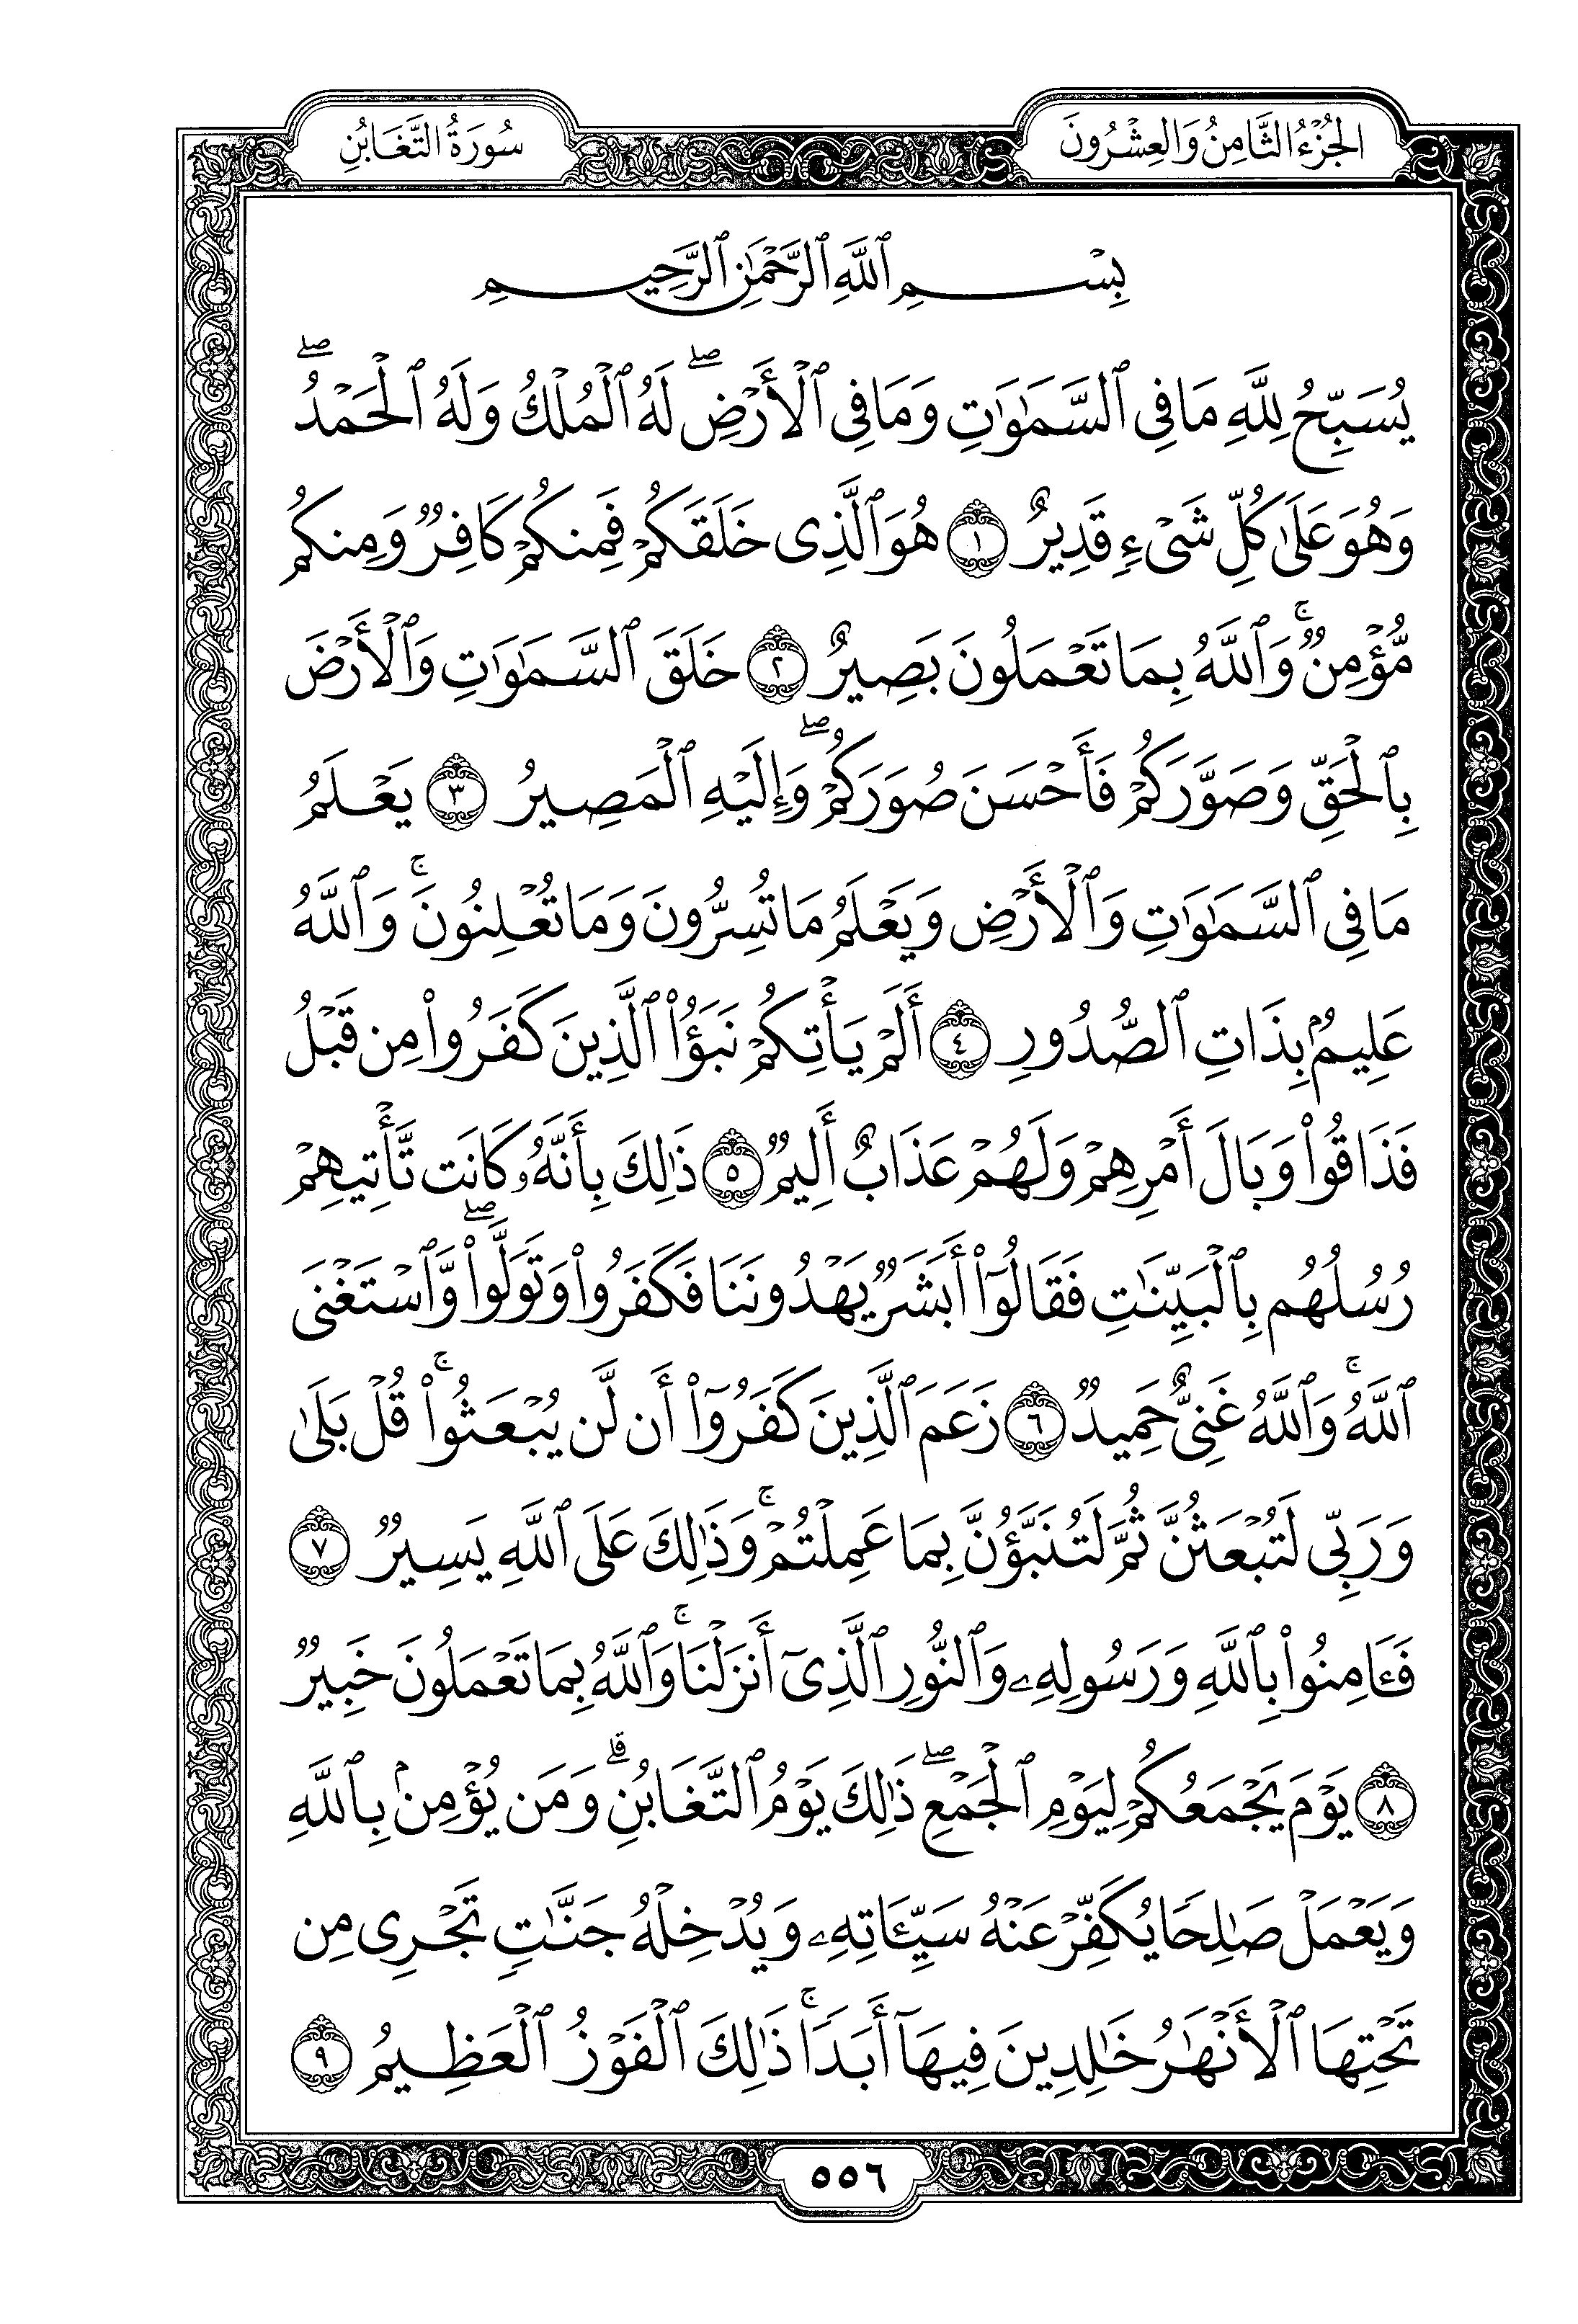 الجُزْءُ الثَّامِنُ وَالعِشْرُونَ
سُورَةُ التَّغَابُنِ
بِسْمِ ٱللَّهِ ٱلرَّحْمَٰنِ ٱلرَّحِيمِ
يُسَبِّحُ لِلَّهِ مَا فِى ٱلسَّمَٰوَٰتِ وَمَا فِى ٱلْأَرْضِۖ لَهُ ٱلْمُلْكُ وَلَهُ ٱلْحَمْدُۖ
وَهُوَ عَلَىٰ كُلِّ شَىْءٍ قَدِيرٌ ١ هُوَ ٱلَّذِى خَلَقَكُمْ فَمِنكُمْ كَافِرٌ وَمِنكُم
مُّؤْمِنٌۚ وَٱللَّهُ بِمَا تَعْمَلُونَ بَصِيرٌ ٢ خَلَقَ ٱلسَّمَٰوَٰتِ وَٱلْأَرْضَ
بِٱلْحَقِّ وَصَوَّرَكُمْ فَأَحْسَنَ صُوَرَكُمْۖ وَإِلَيْهِ ٱلْمَصِيرُ ٣ يَعْلَمُ
مَا فِى ٱلسَّمَٰوَٰتِ وَٱلْأَرْضِ وَيَعْلَمُ مَا تُسِرُّونَ وَمَا تُعْلِنُونَۚ وَٱللَّهُ
عَلِيمٌۢ بِذَاتِ ٱلصُّدُورِ ٤ أَلَمْ يَأْتِكُمْ نَبَؤُا۟ ٱلَّذِينَ كَفَرُوا۟ مِن قَبْلُ
فَذَاقُوا۟ وَبَالَ أَمْرِهِمْ وَلَهُمْ عَذَابٌ أَلِيمٌ ٥ ذَٰلِكَ بِأَنَّهُۥ كَانَت تَّأْتِيهِمْ
رُسُلُهُم بِٱلْبَيِّنَٰتِ فَقَالُوٓا۟ أَبَشَرٌ يَهْدُونَنَا فَكَفَرُوا۟ وَتَوَلَّوا۟ۖ وَّٱسْتَغْنَى
ٱللَّهُۚ وَٱللَّهُ غَنِىٌّ حَمِيدٌ ٦ زَعَمَ ٱلَّذِينَ كَفَرُوٓا۟ أَن لَّن يُبْعَثُوا۟ۚ قُلْ بَلَىٰ
وَرَبِّى لَتُبْعَثُنَّ ثُمَّ لَتُنَبَّؤُنَّ بِمَا عَمِلْتُمْۚ وَذَٰلِكَ عَلَى ٱللَّهِ يَسِيرٌ ٧
فَـَٔامِنُوا۟ بِٱللَّهِ وَرَسُولِهِۦ وَٱلنُّورِ ٱلَّذِىٓ أَنزَلْنَاۚ وَٱللَّهُ بِمَا تَعْمَلُونَ خَبِيرٌ
٨ يَوْمَ يَجْمَعُكُمْ لِيَوْمِ ٱلْجَمْعِۖ ذَٰلِكَ يَوْمُ ٱلتَّغَابُنِۗ وَمَن يُؤْمِنۢ بِٱللَّهِ
وَيَعْمَلْ صَٰلِحًا يُكَفِّرْ عَنْهُ سَيِّـَٔاتِهِۦ وَيُدْخِلْهُ جَنَّٰتٍ تَجْرِى مِن
تَحْتِهَا ٱلْأَنْهَٰرُ خَٰلِدِينَ فِيهَآ أَبَدًاۚ ذَٰلِكَ ٱلْفَوْزُ ٱلْعَظِيمُ ٩
٥٥٦